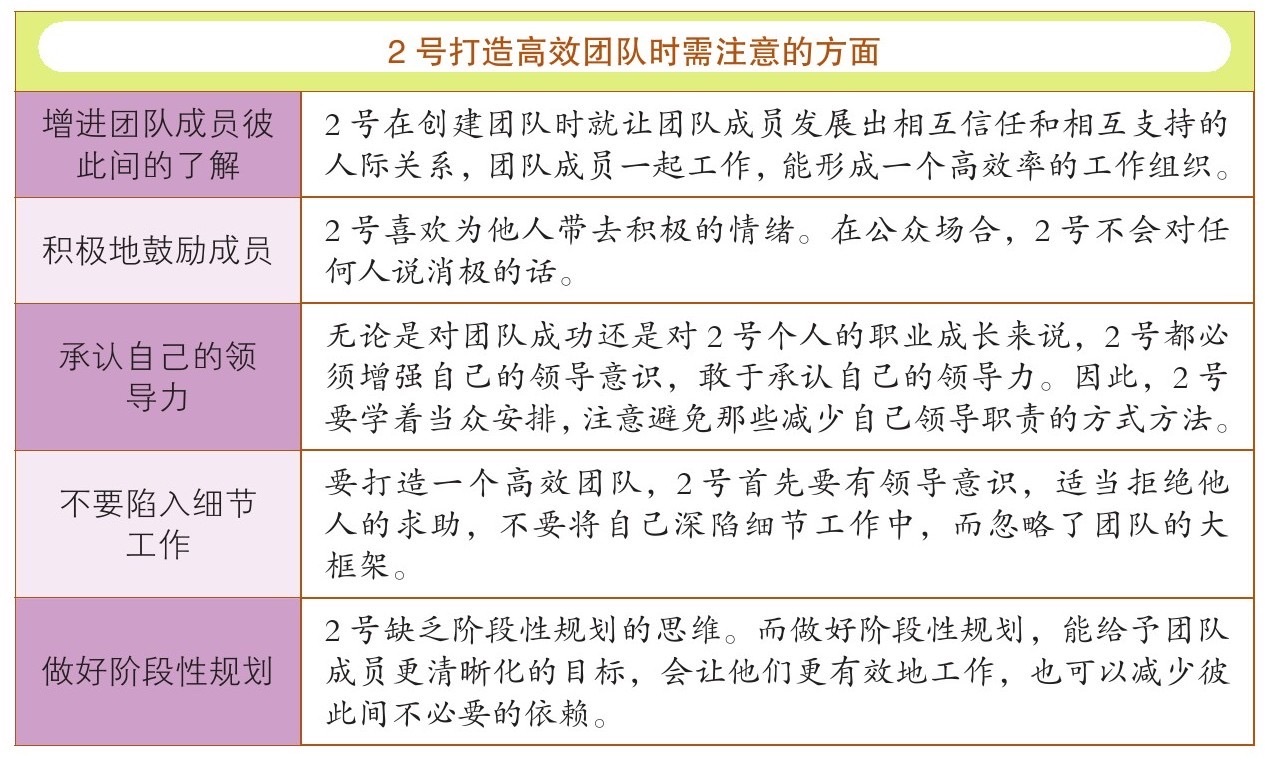 2号打造高效团队时需注意的方面
增进团队成员彼
此间的了解
2号在创建团队时就让团队成员发展出相互信任和相互支持的
人际关系，团队成员一起工作，能形成一个高效率的工作组织。
积极地鼓励成员
2号喜欢为他人带去积极的情绪。在公众场合，2号不会对任
何人说消极的话。
承认自己的领
导力
无论是对团队成功还是对2号个人的职业成长来说，2号都必
须增强自己的领导意识，敢于承认自己的领导力。因此，2号
要学着当众安排，注意避免那些减少自己领导职责的方式方法。
不要陷入细节
工作
要打造一个高效团队，2号首先要有领导意识，适当拒绝他
人的求助，不要将自己深陷细节工作中，而忽略了团队的大
框架。
做好阶段性规划
2号缺乏阶段性规划的思维。而做好阶段性规划，能给予团队
成员更清晰化的目标，会让他们更有效地工作，也可以减少彼
此间不必要的依赖。